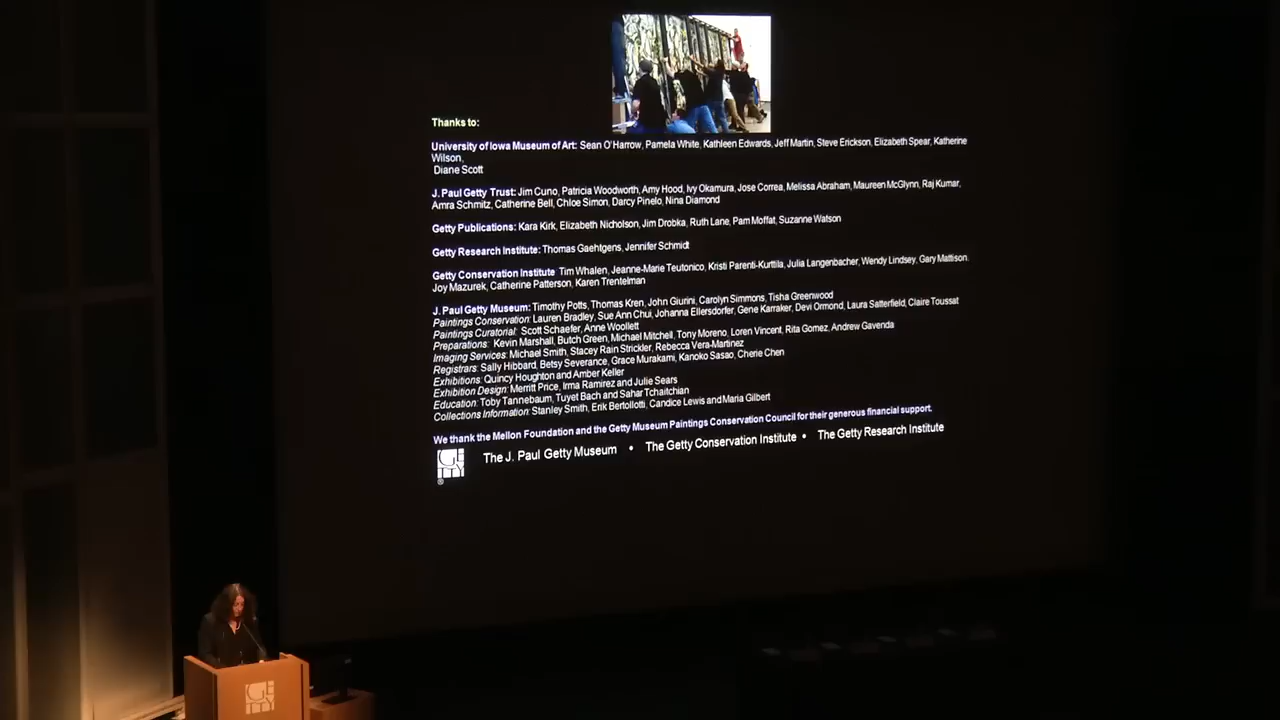 Thanks to:
University of Iowa Museum of Art: Sean O'Harrow, Pamela White, Kathleen Edwards, Jeff Martin, Steve Erickson, Elizabeth Spear, Katherine
Wilson,
Diane Scott
J. Paul Getty Trust: Jim Cuno, Patricia Woodworth, Amy Hood, Ivy Okamura, Jose Correa, Melissa Abraham, Maureen McGlynn, Raj Kumar,
Amra Schmitz, Catherine Bell, Chloe Simon, Darcy Pinelo, Nina Diamond
Getty Publications: Kara Kirk, Elizabeth Nicholson, Jim Drobka, Ruth Lane, Pam Moffat, Suzanne Watson
Getty Research Institute: Thomas Gaehtgens, Jennifer Schmidt
Getty Conservation Institute Tim Whalen, Jeanne-Marie Teutonico, Kristi Parenti-Kurttila, Julia Langenbacher, Wendy Lindsey, Gary Mattison.
Joy Mazurek, Catherine Patterson, Karen Trentelman
J. Paul Getty Museum: Timothy Potts, Thomas Kren, John Giurini, Carolyn Simmons, Tisha Greenwood
Paintings Conservation: Lauren Bradley, Sue Ann Chui, Johanna Ellersdorfer, Gene Karraker, Devi Ormond, Laura Satterfield, Claire Toussat
Paintings Curatorial: Scott Schaefer, Anne Woollett
Preparations: Kevin Marshall, Butch Green, Michael Mitchell, Tony Moreno, Loren Vincent, Rita Gomez, Andrew Gavenda
Imaging Services: Michael Smith, Stacey Rain Strickler, Rebecca Vera-Martinez
Registrars: Sally Hibbard, Betsy Severance, Grace Murakami, Kanoko Sasao, Cherie Chen
Exhibitions: Quincy Houghton and Amber Keller
Exhibition Design: Merritt Price, Irma Ramirez and Julie Sears
Education: Toby Tannebaum, Tuyet Bach and Sahar Tchaitchian
Collections Information: Stanley Smith, Erik Bertollotti, Candice Lewis and Maria Gilbert
We thank the Mellon Foundation and the Getty Museum Paintings Conservation Council for their generous financial support.
GETTY
®
The J. Paul Getty Museum • The Getty Conservation Institute • The Getty Research Institute
GETTY